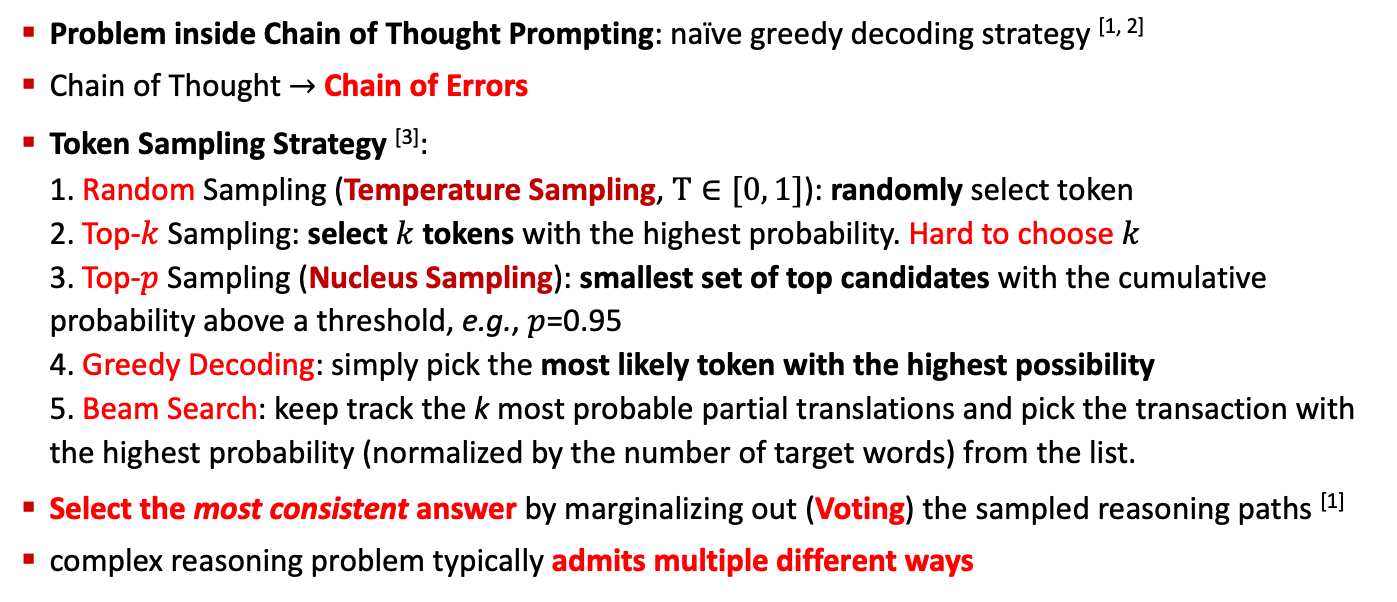 ▪ Problem inside Chain of Thought Prompting: naïve greedy decoding strategy [1, 2]
▪ Chain of Thought → Chain of Errors
▪ Token Sampling Strategy [3]:
1. Random Sampling (Temperature Sampling, T ∈ [0, 1]): randomly select token
2. Top-k Sampling: select k tokens with the highest probability. Hard to choose k
3. Top-p Sampling (Nucleus Sampling): smallest set of top candidates with the cumulative
probability above a threshold, e.g., p=0.95
4. Greedy Decoding: simply pick the most likely token with the highest possibility
5. Beam Search: keep track the k most probable partial translations and pick the transaction with
the highest probability (normalized by the number of target words) from the list.
▪ Select the most consistent answer by marginalizing out (Voting) the sampled reasoning paths [1]
▪ complex reasoning problem typically admits multiple different ways